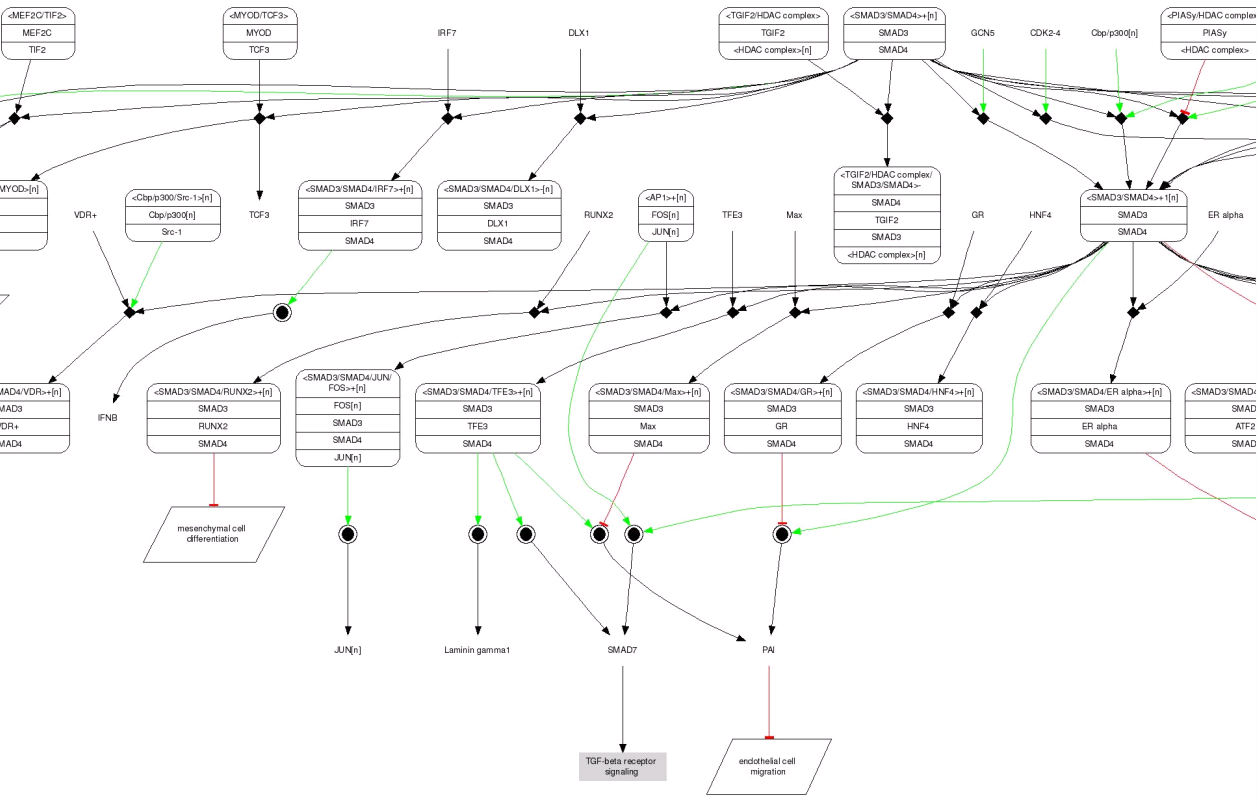 <MEF2C/TIF2>
MEF2C
TIF2
<MYOD/TCF3>
MYOD
TCF3
IRF7
DLX1
<TGIF2/HDAC complex>
TGIF2
<HDAC complex>[n]
<SMAD3/SMAD4>+[n]
SMAD3
SMAD4
GCN5
CDK2-4
Cbp/p300[n]
<PIASy/HDAC complex
PIASy
<HDAC complex>
MYOD>[n]
VDR+
<Cbp/p300/Src-1>[n]
Cbp/p300[n]
Src-1
TCF3
<SMAD3/SMAD4/IRF7>+[n]
SMAD3
IRF7
SMAD4
<SMAD3/SMAD4/DLX1>-[n]
SMAD3
DLX1
SMAD4
RUNX2
<AP1>+[n]
FOS[n]
JUN[n]
TFE3
Max
<TGIF2/HDAC complex/
SMAD3/SMAD4>-
SMAD4
TGIF2
SMAD3
<HDAC complex>[n]
GR
HNF4
<SMAD3/SMAD4>+1[n]
SMAD3
SMAD4
ER alpha
MAD4/VDR>+[n]
MAD3
VDR+
MAD4
IFNB
<SMAD3/SMAD4/RUNX2>+[n]
SMAD3
RUNX2
SMAD4
<SMAD3/SMAD4/JUN/
FOS>+[n]
FOS[n]
SMAD3
SMAD4
JUN[n]
<SMAD3/SMAD4/TFE3>+[n]
SMAD3
TFE3
SMAD4
<SMAD3/SMAD4/Max>+[n]
SMAD3
Max
SMAD4
<SMAD3/SMAD4/GR>+[n]
SMAD3
GR
SMAD4
<SMAD3/SMAD4/HNF4>+[n]
SMAD3
HNF4
SMAD4
<SMAD3/SMAD4/ER alpha>+[n]
SMAD3
ER alpha
SMAD4
<SMAD3/SMAD4
SMAD
ATF2
SMAD
mesenchymal cell
differentiation
JUN[n]
Laminin gamma1
SMAD7
PAI
TGF-beta receptor
signaling
endothelial cell
migration